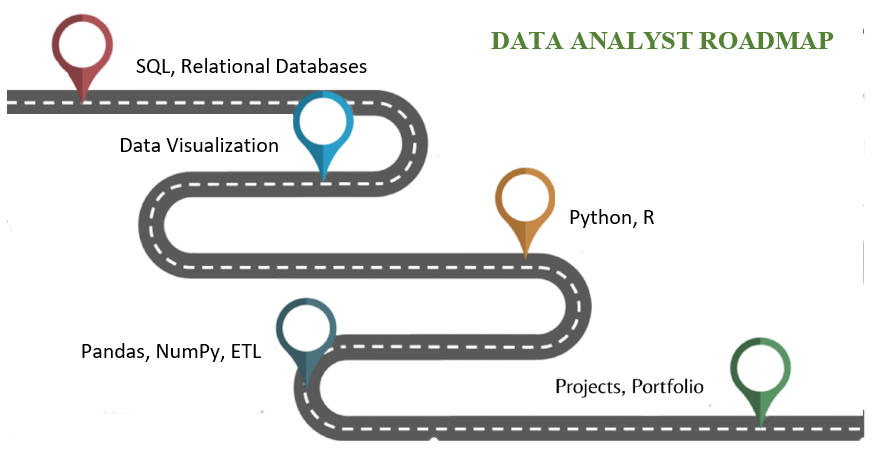 DATA ANALYST ROADMAP
SQL, Relational Databases
Data Visualization
Python, R
Pandas, NumPy, ETL
Projects, Portfolio